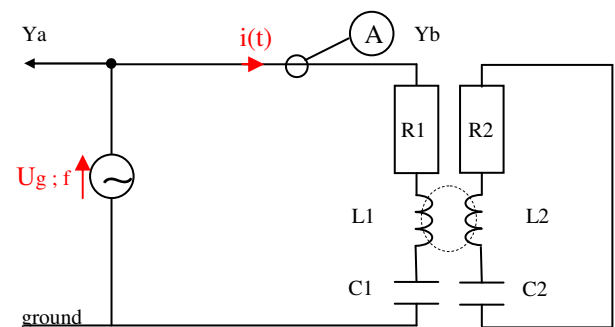 Ya
i(t)
A
Yb
R1
R2
Ug ; f
L1
L2
C1
C2
ground